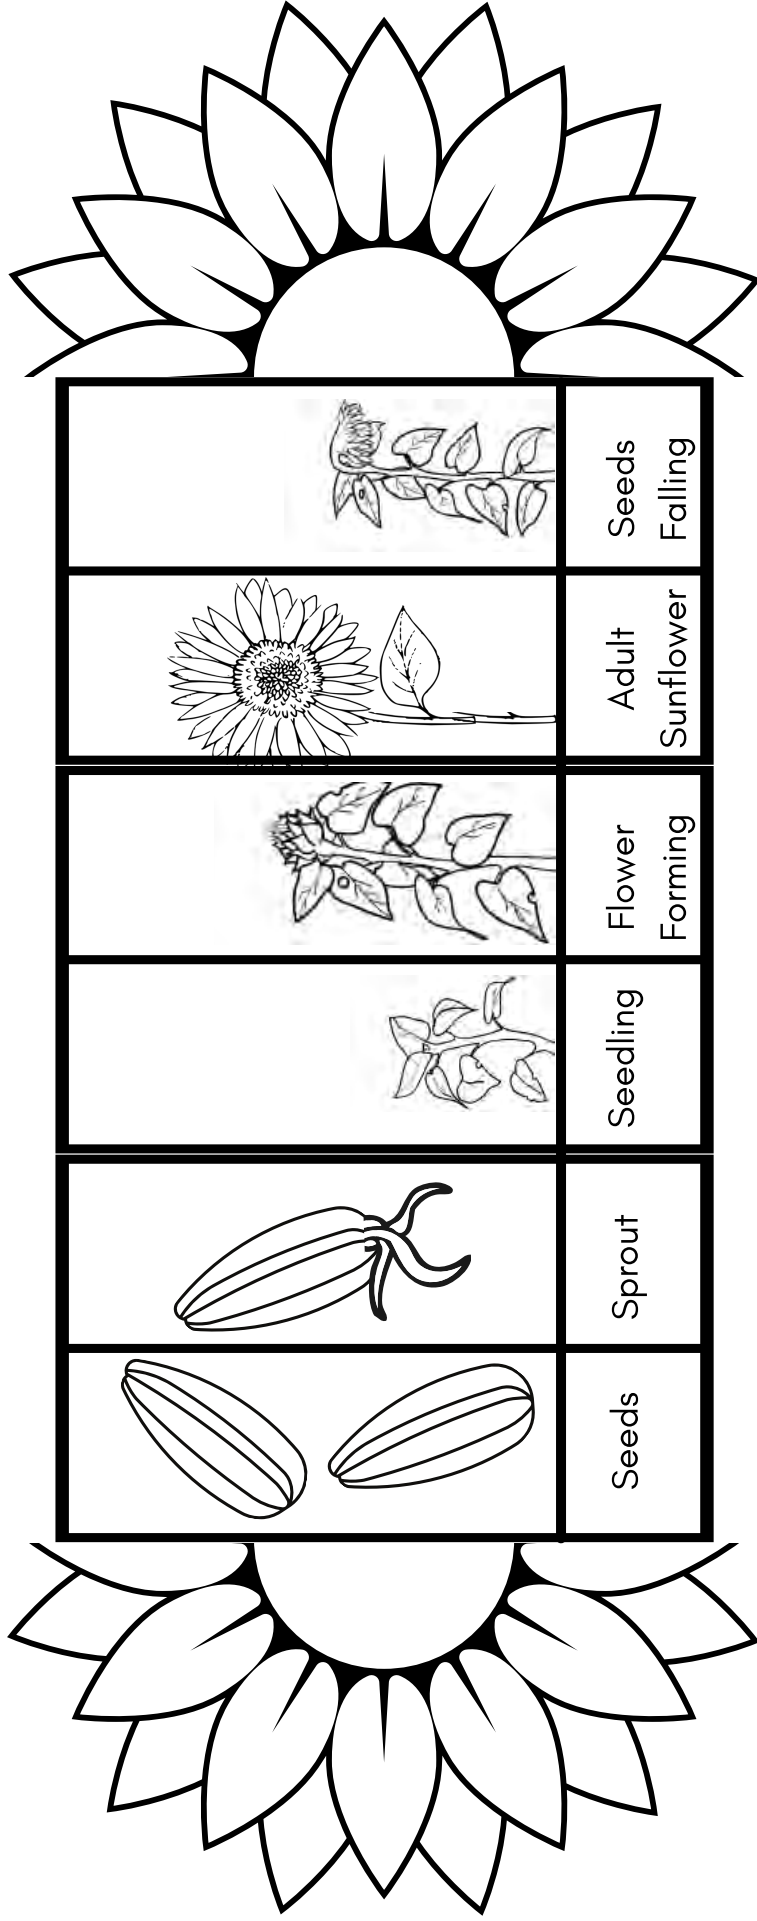 Seeds
Sprout
Seedling
Flower
Forming
Adult
Sunflower
Seeds
Falling